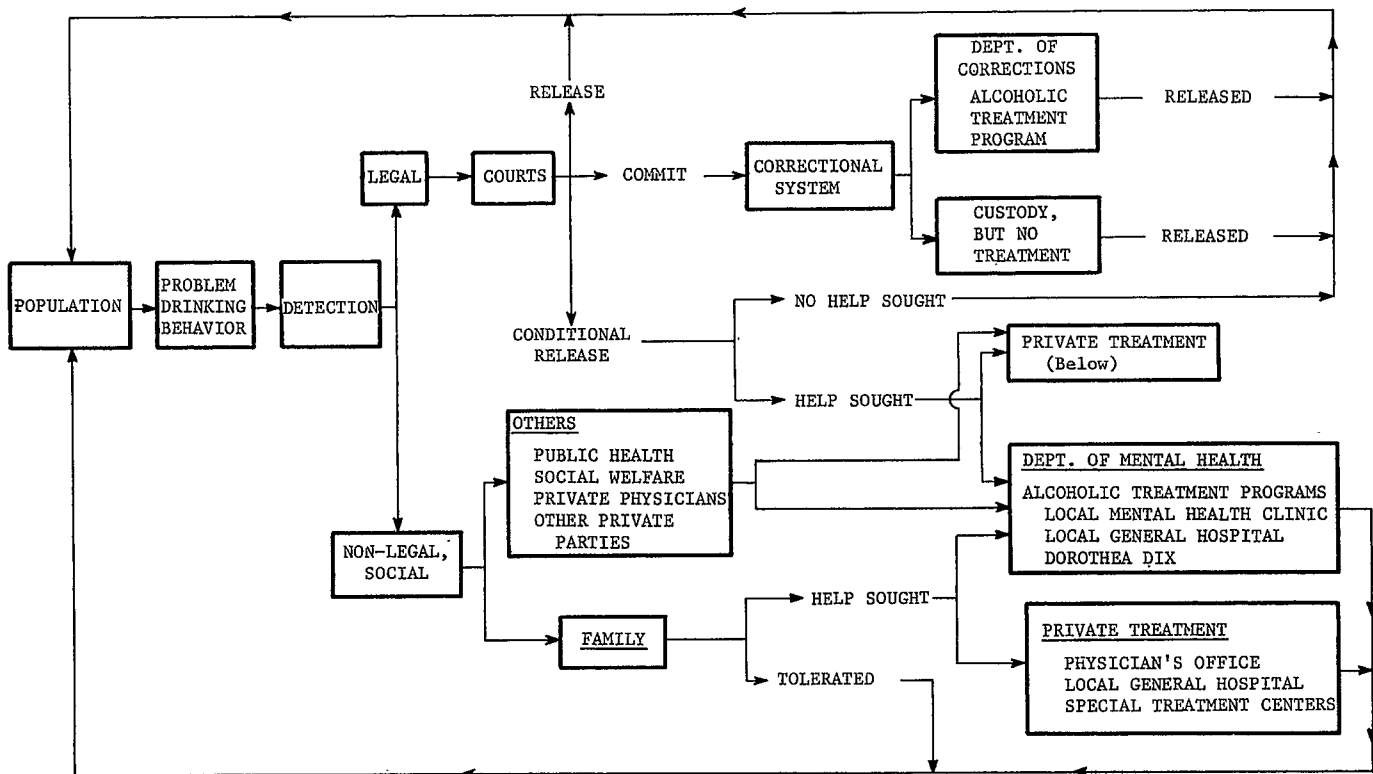 DEPT. OF
CORRECTIONS
ALCOHOLIC
TREATMENT
PROGRAM
RELEASED
RELEASE
LEGAL
COURTS
COMMIT
CORRECTIONAL
SYSTEM
CUSTODY,
BUT NO
TREATMENT
RELEASED
POPULATION
PROBLEM
DRINKING
BEHAVIOR
DETECTION
NO HELP SOUGHT
CONDITIONAL
RELEASE
PRIVATE TREATMENT
(Below)
HELP SOUGHT
OTHERS
PUBLIC HEALTH
SOCIAL WELFARE
PRIVATE PHYSICIANS
OTHER PRIVATE
PARTIES
DEPT. OF MENTAL HEALTH
ALCOHOLIC TREATMENT PROGRAMS
LOCAL MENTAL HEALTH CLINIC
LOCAL GENERAL HOSPITAL
DOROTHEA DIX
NON-LEGAL,
SOCIAL
HELP SOUGHT
FAMILY
TOLERATED
PRIVATE TREATMENT
PHYSICIAN'S OFFICE
LOCAL GENERAL HOSPITAL
SPECIAL TREATMENT CENTERS